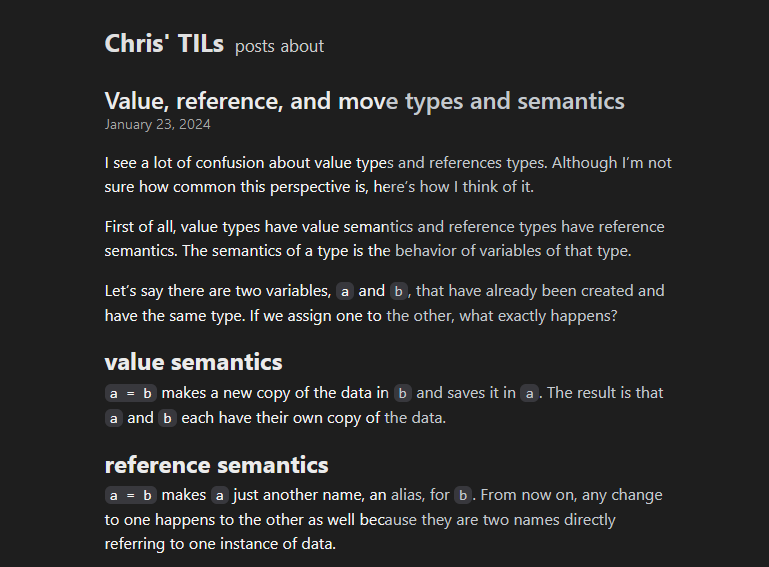 Chris' TILs posts about
Value, reference, and move types and semantics
January 23, 2024
I see a lot of confusion about value types and references types. Although I’m not
sure how common this perspective is, here’s how I think of it.
First of all, value types have value semantics and reference types have reference
semantics. The semantics of a type is the behavior of variables of that type.
Let’s say there are two variables, a and b, that have already been created and
have the same type. If we assign one to the other, what exactly happens?
value semantics
a = b makes a new copy of the data in b and saves it in a. The result is that
a and b each have their own copy of the data.
reference semantics
a = b makes a just another name, an alias, for b. From now on, any change
to one happens to the other as well because they are two names directly
referring to one instance of data.